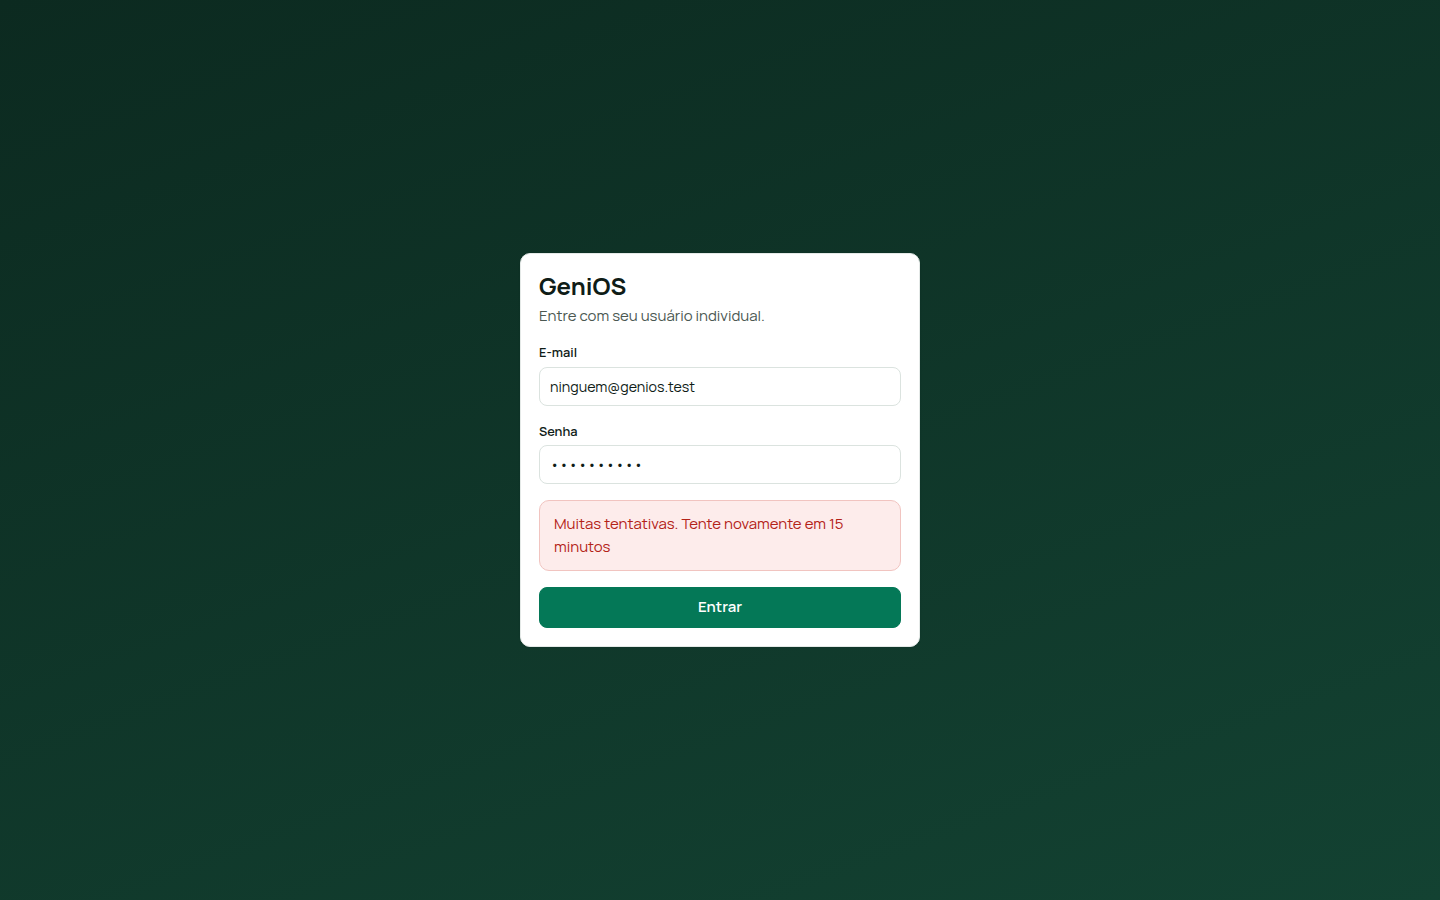 GeniOS
Entre com seu usuário individual.
E-mail
ninguem@genios.test
Senha
••••••••••
Muitas tentativas. Tente novamente em 15
minutos
Entrar